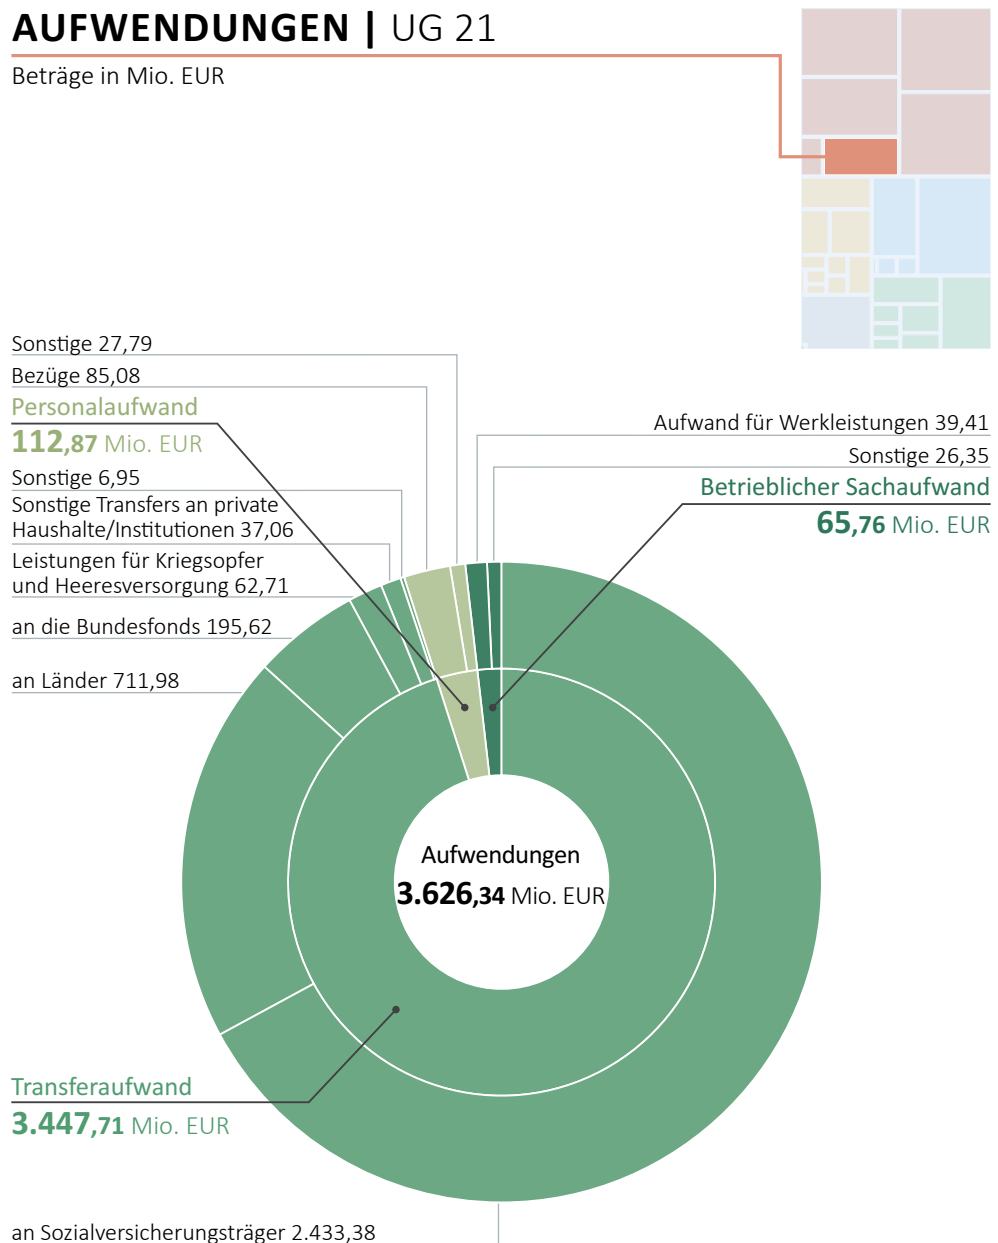 AUFWENDUNGEN | UG 21
Beträge in Mio. EUR
Sonstige 27,79
Bezüge 85,08
Personalaufwand
112,87 Mio. EUR
Sonstige 6,95
Sonstige Transfers an private
Haushalte/Institutionen 37,06
Leistungen für Kriegsopfer
und Heeresversorgung 62,71
an die Bundesfonds 195,62
an Länder 711,98
Aufwand für Werkleistungen 39,41
Sonstige 26,35
Betrieblicher Sachaufwand
65,76 Mio. EUR
Aufwendungen
3.626,34 Mio. EUR
Transferaufwand
3.447,71 Mio. EUR
an Sozialversicherungsträger 2.433,38